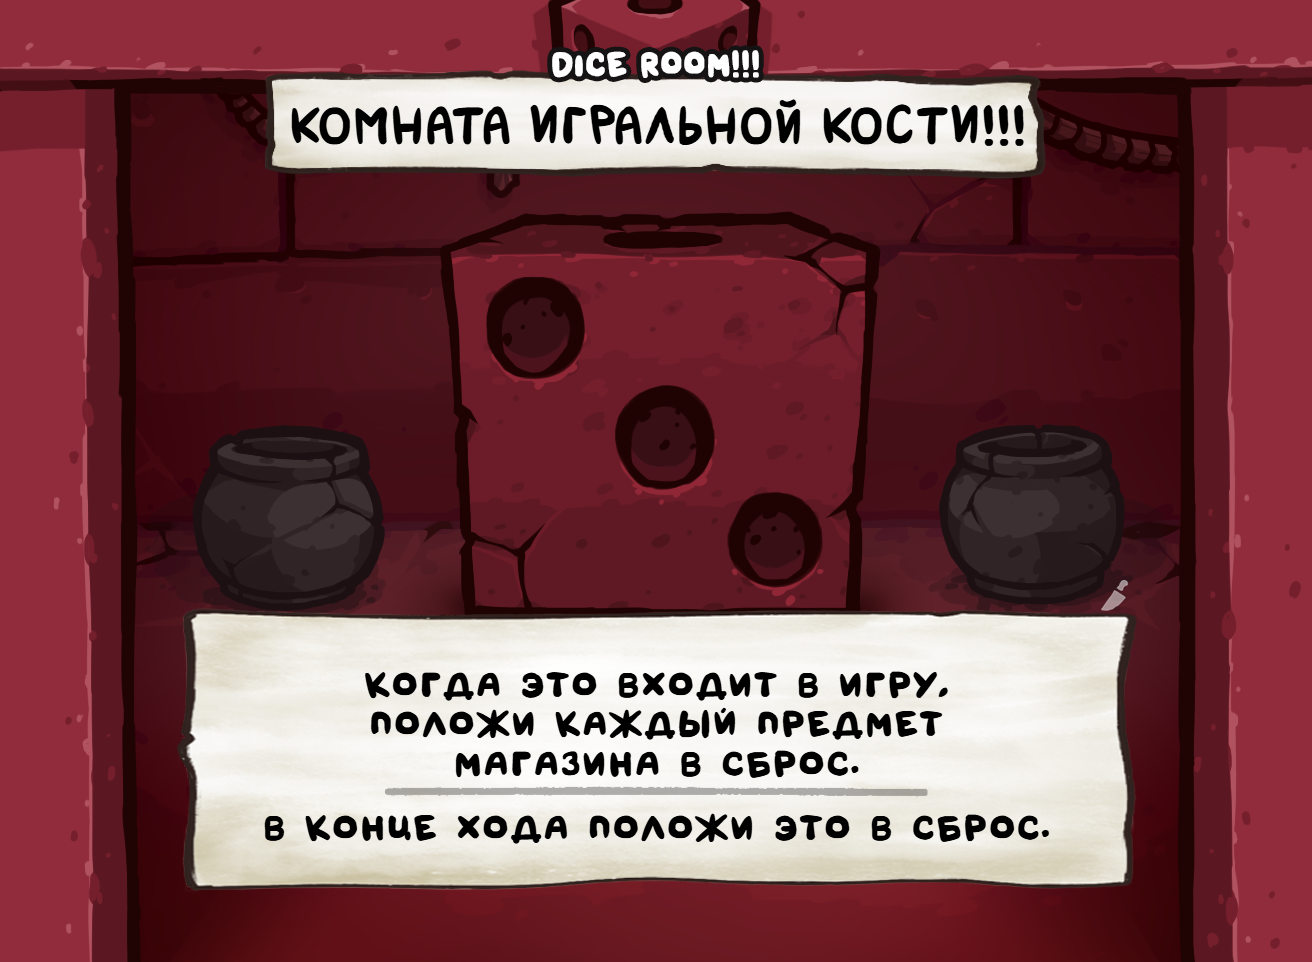 DICE ROOM!!!
КОМНАТА ИГРАЛЬНОЙ КОСТИ!!!
КОГДА ЭТО ВХОДИТ В ИГРУ,
ПОЛОЖИ КАЖДЫЙ ПРЕДМЕТ
МАГАЗИНА В СБРОС.
В КОНЦЕ ХОДА ПОЛОЖИ ЭТО В СБРОС.